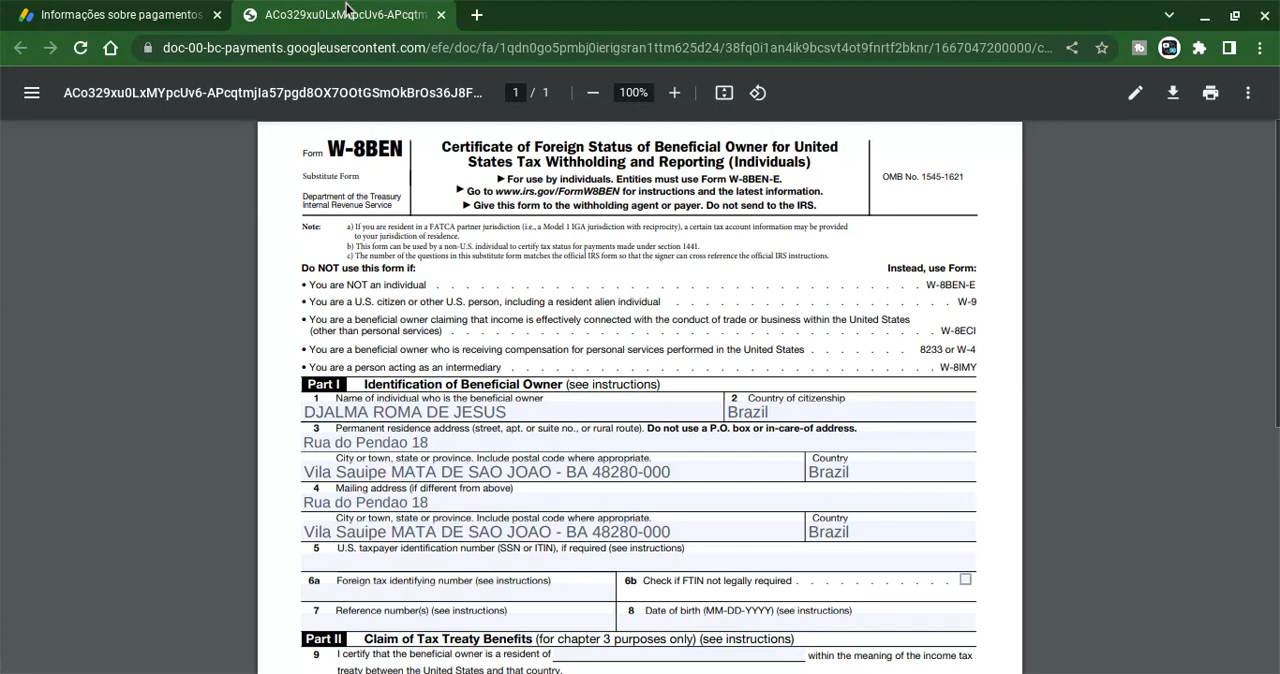 Informações sobre pagamentos
ACo329xu0LxMYpcUv6-APcqtm
doc-00-bc-payments.googleusercontent.com/efe/doc/fa/1qdn0go5pmbj0ierigsran1ttm625d24/38fq0i1an4ik9bcsvt4ot9fnrtf2bknr/1667047200000/c...
ACo329xu0LxMYpcUv6-APcqtmjIa57pgd8OX7OOtGSmOkBrOs36J8F...
1 / 1
100%
Form W-8BEN
Substitute Form
Department of the Treasury
Internal Revenue Service
Certificate of Foreign Status of Beneficial Owner for United
States Tax Withholding and Reporting (Individuals)
► For use by individuals. Entities must use Form W-8BEN-E.
► Go to www.irs.gov/FormW8BEN for instructions and the latest information.
► Give this form to the withholding agent or payer. Do not send to the IRS.
OMB No. 1545-1621
Note: a) If you are resident in a FATCA partner jurisdiction (i.e., a Model 1 IGA jurisdiction with reciprocity), a certain tax account information may be provided
to your jurisdiction of residence.
b) This form can be used by a non-U.S. individual to certify tax status for payments made under section 1441.
c) The number of the questions in this substitute form matches the official IRS form so that the signer can cross reference the official IRS instructions.
Do NOT use this form if: Instead, use Form:
• You are NOT an individual . . . . . W-8BEN-E
• You are a U.S. citizen or other U.S. person, including a resident alien individual . . . . . W-9
• You are a beneficial owner claiming that income is effectively connected with the conduct of trade or business within the United States
(other than personal services) . . . . . W-8ECI
• You are a beneficial owner who is receiving compensation for personal services performed in the United States . . . . . 8233 or W-4
• You are a person acting as an intermediary . . . . . W-8IMY
Part I Identification of Beneficial Owner (see instructions)
1 Name of individual who is the beneficial owner
DJALMA ROMA DE JESUS
2 Country of citizenship
Brazil
3 Permanent residence address (street, apt. or suite no., or rural route). Do not use a P.O. box or in-care-of address.
Rua do Pendao 18
City or town, state or province. Include postal code where appropriate.
Vila Sauipe MATA DE SAO JOAO - BA 48280-000
Country
Brazil
4 Mailing address (if different from above)
Rua do Pendao 18
City or town, state or province. Include postal code where appropriate.
Vila Sauipe MATA DE SAO JOAO - BA 48280-000
Country
Brazil
5 U.S. taxpayer identification number (SSN or ITIN), if required (see instructions)
6a Foreign tax identifying number (see instructions)
6b Check if FTIN not legally required . . . . .
7 Reference number(s) (see instructions)
8 Date of birth (MM-DD-YYYY) (see instructions)
Part II Claim of Tax Treaty Benefits (for chapter 3 purposes only) (see instructions)
9 I certify that the beneficial owner is a resident of within the meaning of the income tax
treaty between the United States and that country.